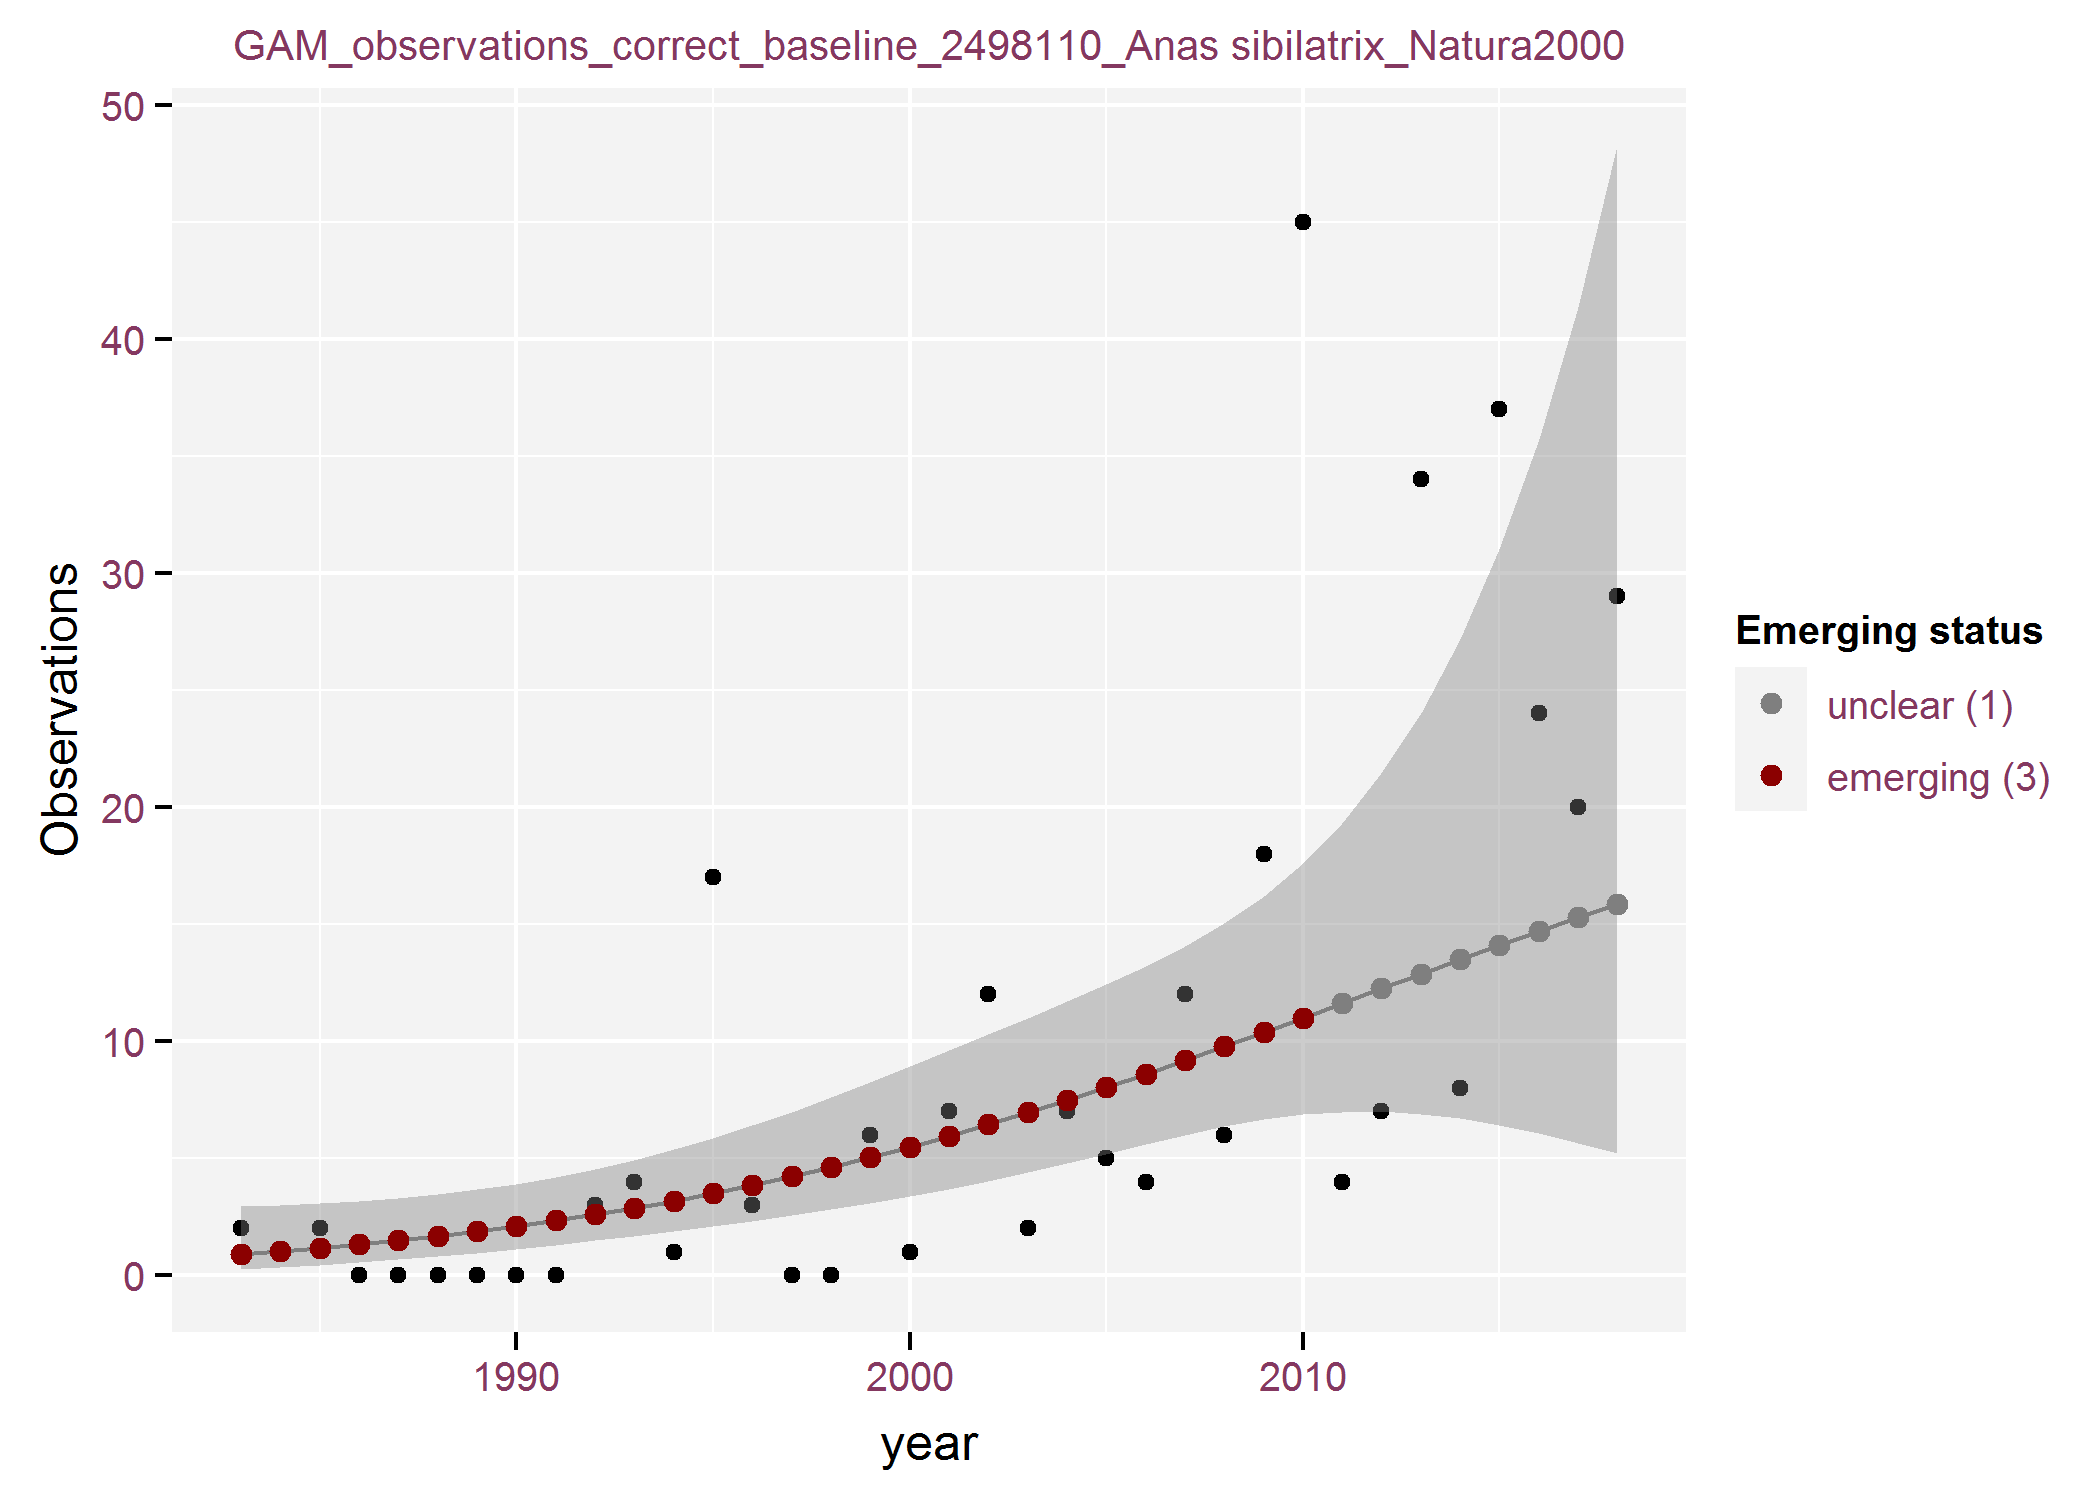 GAM_observations_correct_baseline_2498110_Anas sibilatrix_Natura2000
50
40
30
20
10
0
Observations
1990 2000 2010
year
Emerging status
unclear (1)
emerging (3)